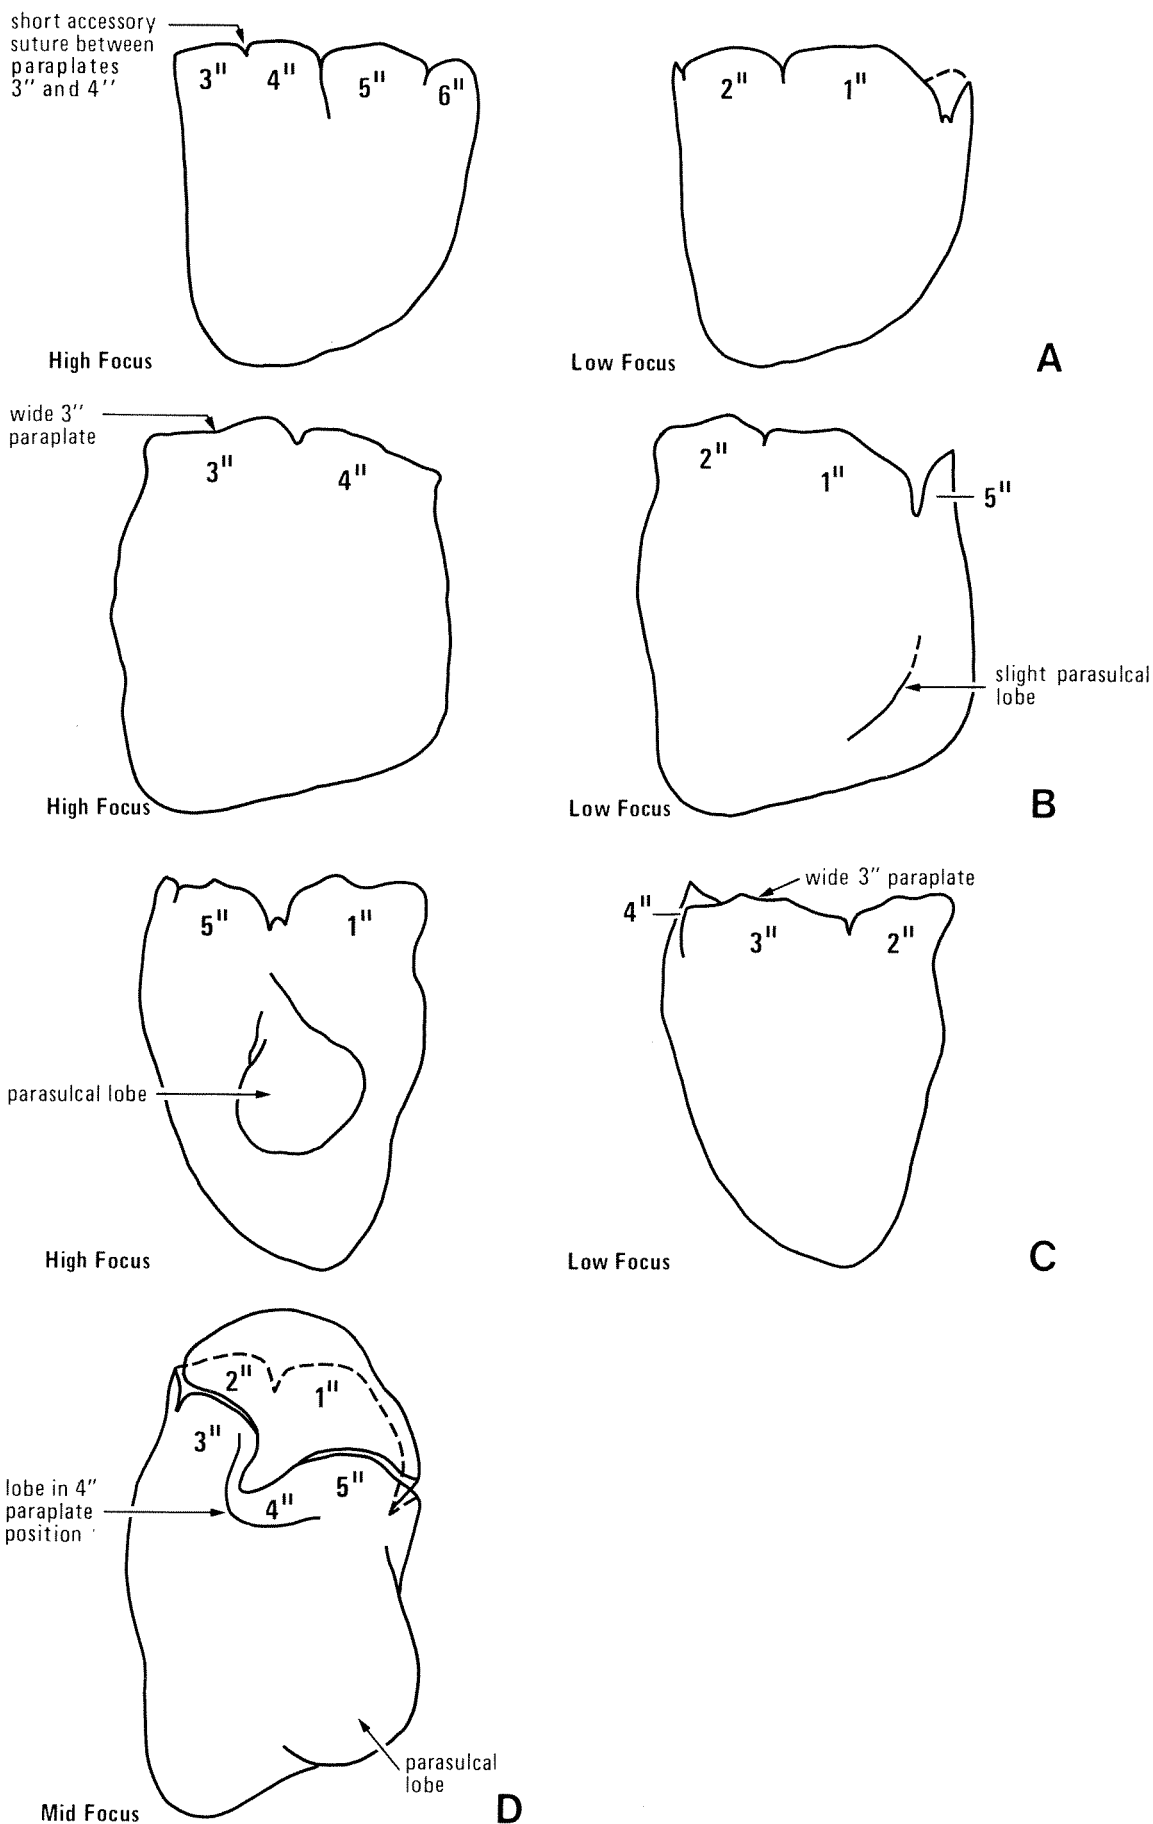 short accessory
suture between
paraplates
3" and 4"
3" 4" 5" 6"
2" 1"
High Focus
Low Focus
A
wide 3"
paraplate
3" 4"
2" 1"
5"
slight parasulcal
lobe
High Focus
Low Focus
B
5" 1"
parasulcal lobe
wide 3" paraplate
4"
3" 2"
High Focus
Low Focus
C
2" 1"
3"
5"
4"
lobe in 4"
paraplate
position
parasulcal
lobe
Mid Focus
D